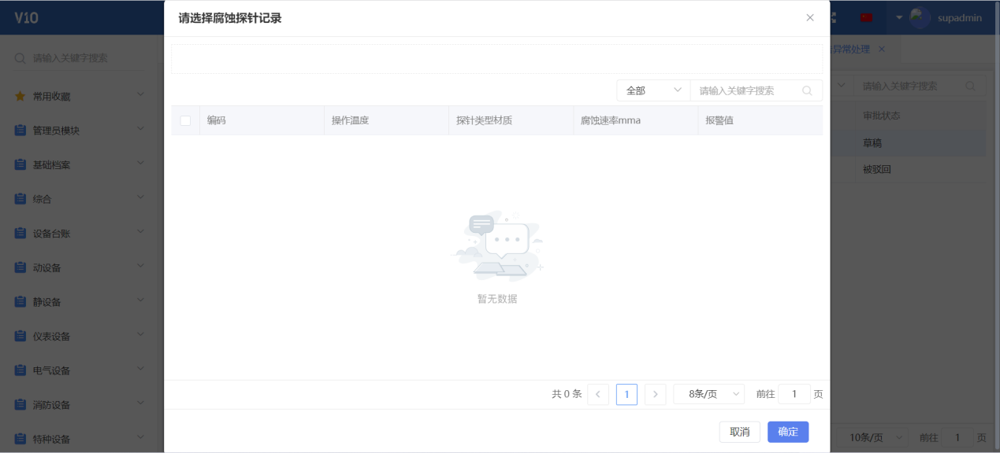 V10
请选择腐蚀探针记录
supadmin
请输入关键字搜索
异常处理
常用收藏
管理员模块
基础档案
综合
设备台账
动设备
静设备
仪表设备
电气设备
消防设备
特种设备
全部
请输入关键字搜索
编码
操作温度
探针类型材质
腐蚀速率mma
报警值
暂无数据
共 0 条
1
8条/页
前往
1
页
取消
确定
请输入关键字搜索
审批状态
草稿
被驳回
10条/页
前往
1
页